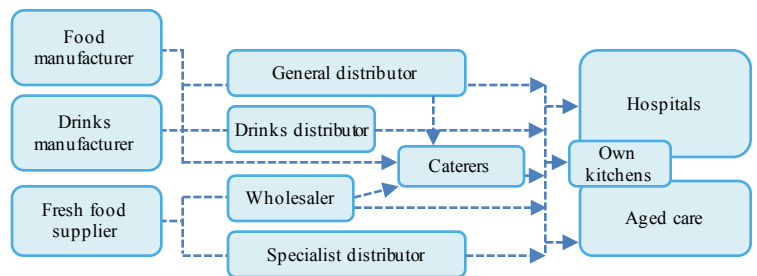 Food
manufacturer
Drinks
manufacturer
Fresh food
supplier
General distributor
Drinks distributor
Caterers
Wholesaler
Specialist distributor
Hospitals
Own
kitchens
Aged care